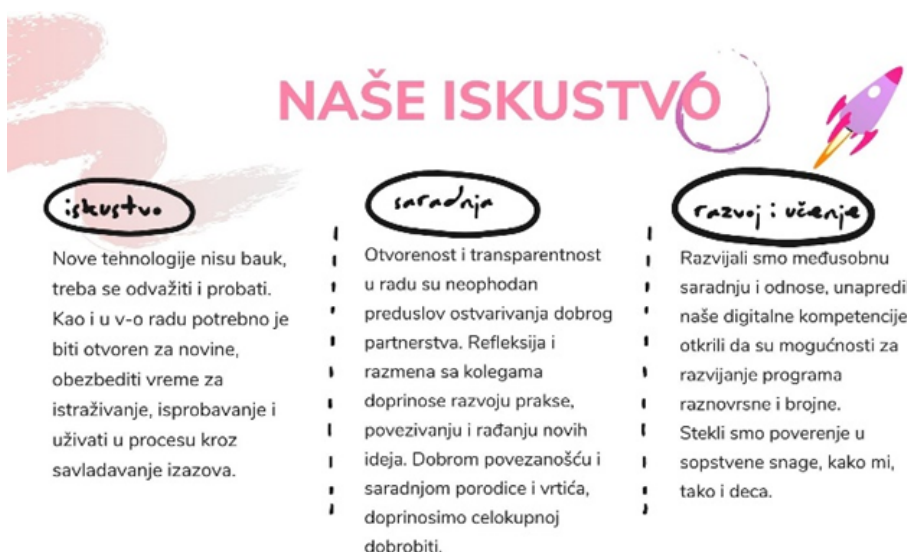 NAŠE ISKUSTVO
iskustvo
Nove tehnologije nisu bauk,
treba se odvažiti i probati.
Kao i u v-o radu potrebno je
biti otvoren za novine,
obezbediti vreme za
istraživanje, isprobavanje i
uživati u procesu kroz
savladavanje izazova.
saradnja
Otvorenost i transparentnost
u radu su neophodan
preduslov ostvarivanja dobrog
partnerstva. Refleksija i
razmena sa kolegama
doprinose razvoju prakse,
povezivanju i rađanju novih
ideja. Dobrom povezanošću i
saradnjom porodice i vrtića,
doprinosimo celokupnoj
dobrobiti.
razvoj i učenje
Razvijali smo međusobnu
saradnju i odnose, unapredil
naše digitalne kompetencije
otkrili da su mogućnosti za
razvijanje programa
raznovrsne i brojne.
Stekli smo poverenje u
sopstvene snage, kako mi,
tako i deca.